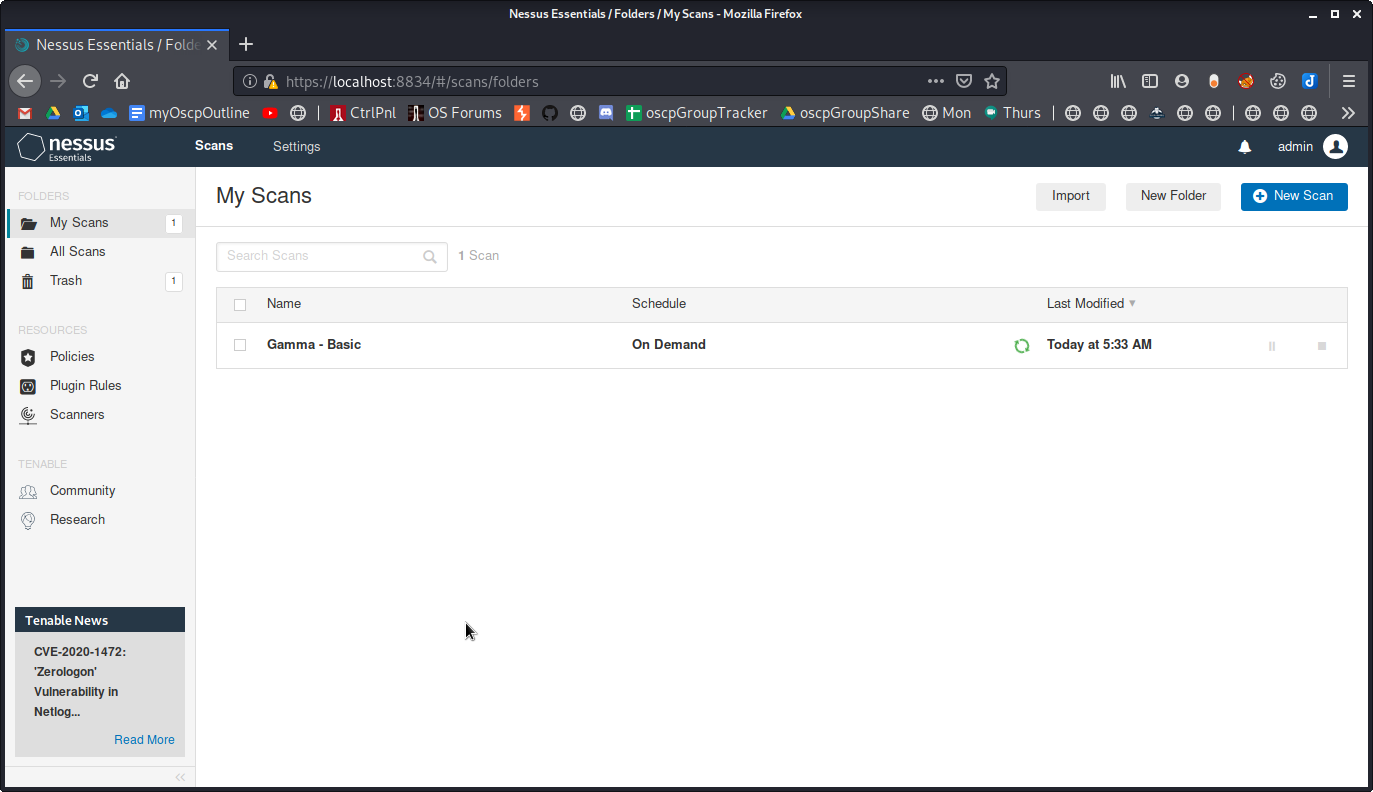 Nessus Essentials / Folders / My Scans - Mozilla Firefox
Nessus Essentials / Folde
https://localhost:8834/#/scans/folders
myOscpOutline CtrlPnl OS Forums oscpGroupTracker oscpGroupShare Mon Thurs
nessus Essentials Scans Settings admin
FOLDERS
My Scans 1
All Scans
Trash 1
RESOURCES
Policies
Plugin Rules
Scanners
TENABLE
Community
Research
Tenable News
CVE-2020-1472:
'Zerologon'
Vulnerability in
Netlog...
Read More
My Scans Import New Folder New Scan
Search Scans 1 Scan
Name Schedule Last Modified
Gamma - Basic On Demand Today at 5:33 AM